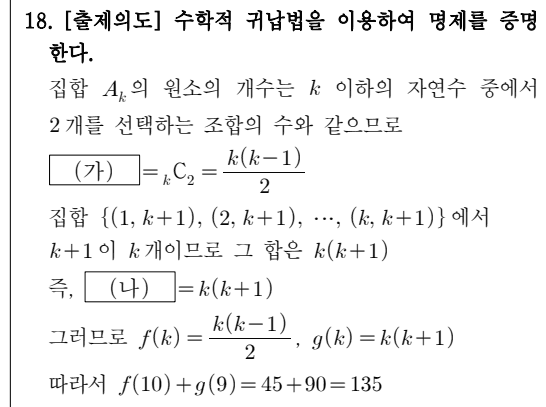 18. [출제의도] 수학적 귀납법을 이용하여 명제를 증명
한다.
집합 A_k의 원소의 개수는 k 이하의 자연수 중에서
2개를 선택하는 조합의 수와 같으므로
(가) = _kC_2 = k(k-1)/2
집합 {(1, k+1), (2, k+1), ⋯, (k, k+1)}에서
k+1이 k개이므로 그 합은 k(k+1)
즉, (나) = k(k+1)
그러므로 f(k) = k(k-1)/2, g(k) = k(k+1)
따라서 f(10)+g(9) = 45+90 = 135